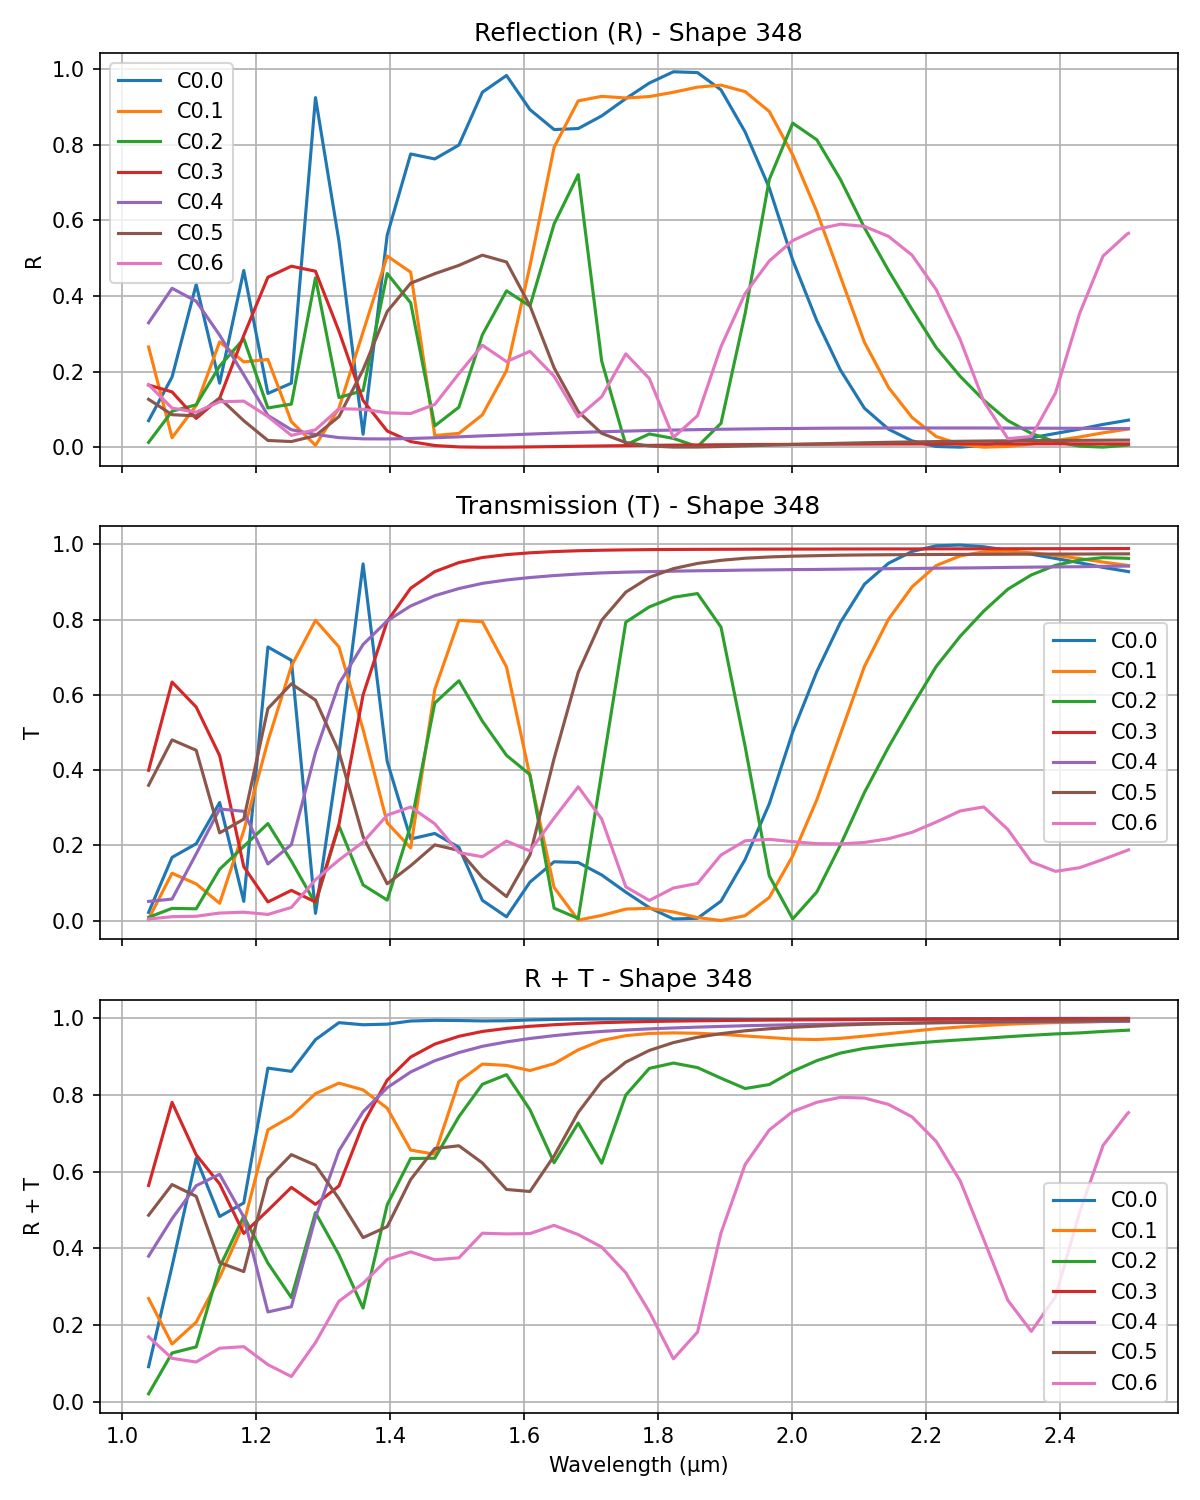 Reflection (R) - Shape 348
1.0
0.8
0.6
0.4
0.2
0.0
R
C0.0
C0.1
C0.2
C0.3
C0.4
C0.5
C0.6
Transmission (T) - Shape 348
1.0
0.8
0.6
0.4
0.2
0.0
T
C0.0
C0.1
C0.2
C0.3
C0.4
C0.5
C0.6
R + T - Shape 348
1.0
0.8
0.6
0.4
0.2
0.0
R + T
C0.0
C0.1
C0.2
C0.3
C0.4
C0.5
C0.6
1.0 1.2 1.4 1.6 1.8 2.0 2.2 2.4
Wavelength (μm)